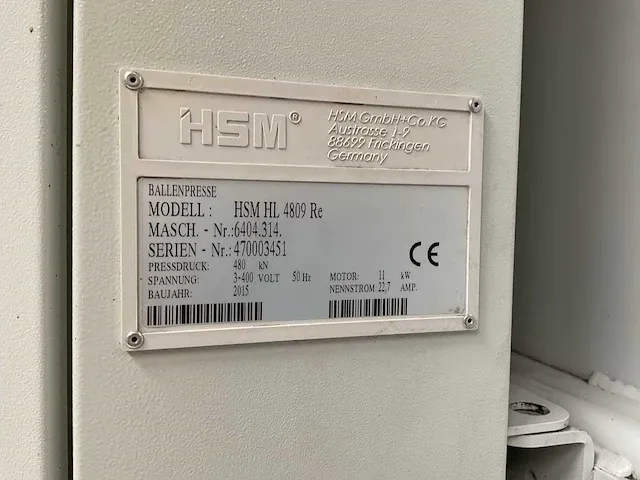 HSM®
HSM GmbH+Co.KG
Austrasse 1-9
88699 Frickingen
Germany
BALLENPRESSE
MODELL : HSM HL 4809 Re
MASCH. - Nr.:6404.314.
SERIEN - Nr.:470003451
PRESSDRUCK: 480 kN
SPANNUNG: 3-400 VOLT 50 Hz MOTOR: 11 kW
BAUJAHR: 2015 NENNSTROM: 22,7 AMP.
CE